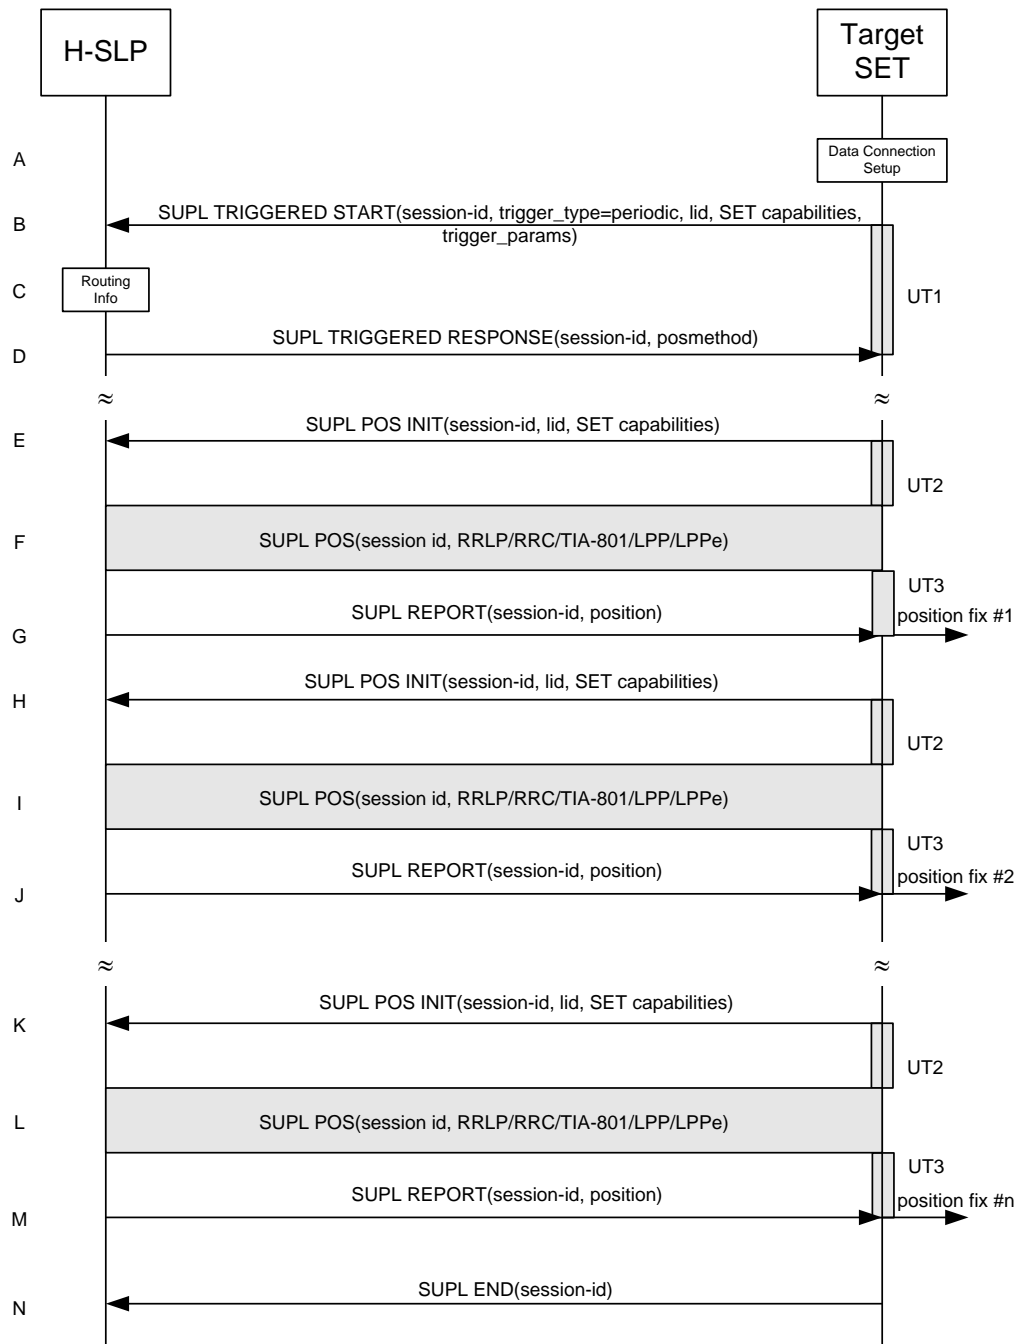 H-SLP
Target
SET
A
Data Connection
Setup
B
SUPL TRIGGERED START(session-id, trigger_type=periodic, lid, SET capabilities,
trigger_params)
C
Routing
Info
UT1
D
SUPL TRIGGERED RESPONSE(session-id, posmethod)
≈
≈
E
SUPL POS INIT(session-id, lid, SET capabilities)
UT2
F
SUPL POS(session id, RRLP/RRC/TIA-801/LPP/LPPe)
UT3
G
SUPL REPORT(session-id, position)
position fix #1
H
SUPL POS INIT(session-id, lid, SET capabilities)
UT2
I
SUPL POS(session id, RRLP/RRC/TIA-801/LPP/LPPe)
UT3
J
SUPL REPORT(session-id, position)
position fix #2
≈
≈
K
SUPL POS INIT(session-id, lid, SET capabilities)
UT2
L
SUPL POS(session id, RRLP/RRC/TIA-801/LPP/LPPe)
UT3
M
SUPL REPORT(session-id, position)
position fix #n
N
SUPL END(session-id)